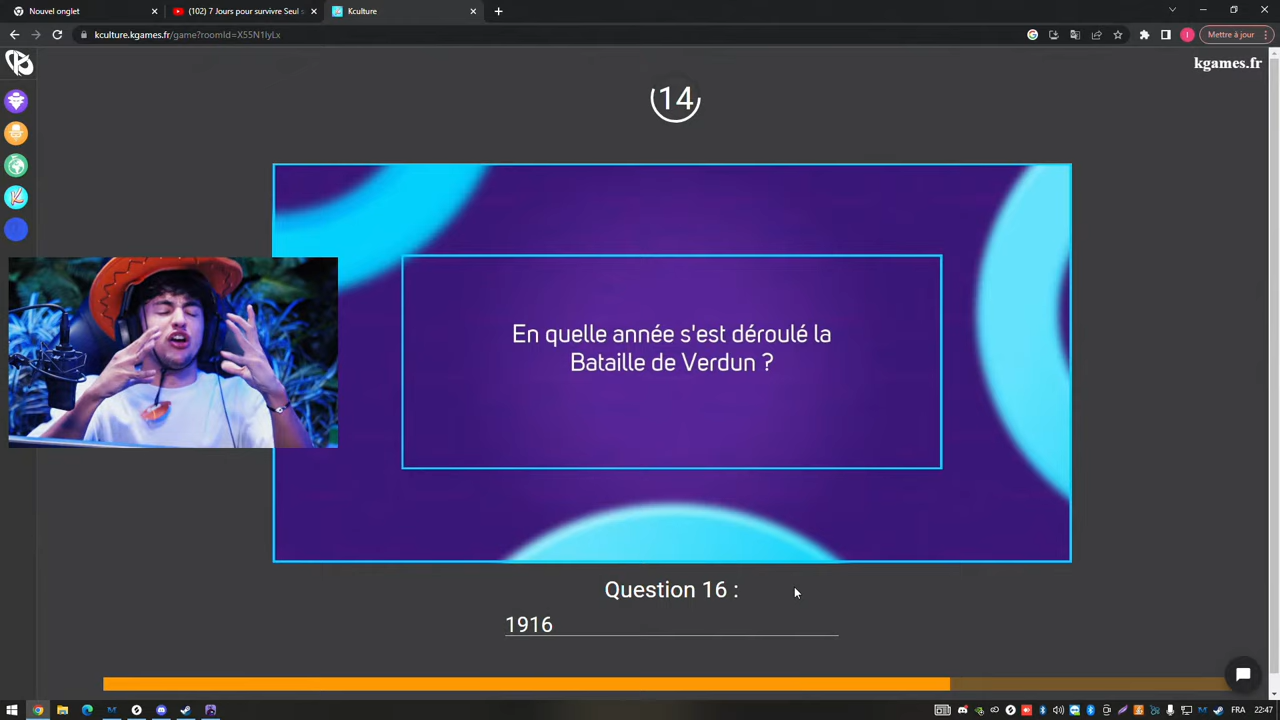 Nouvel onglet
(102) 7 Jours pour survivre Seul s
Kculture
kculture.kgames.fr/game?roomId=X55N1IyLx
Mettre à jour
kgames.fr
14
En quelle année s'est déroulé la
Bataille de Verdun ?
Question 16 :
1916
FRA
22:47